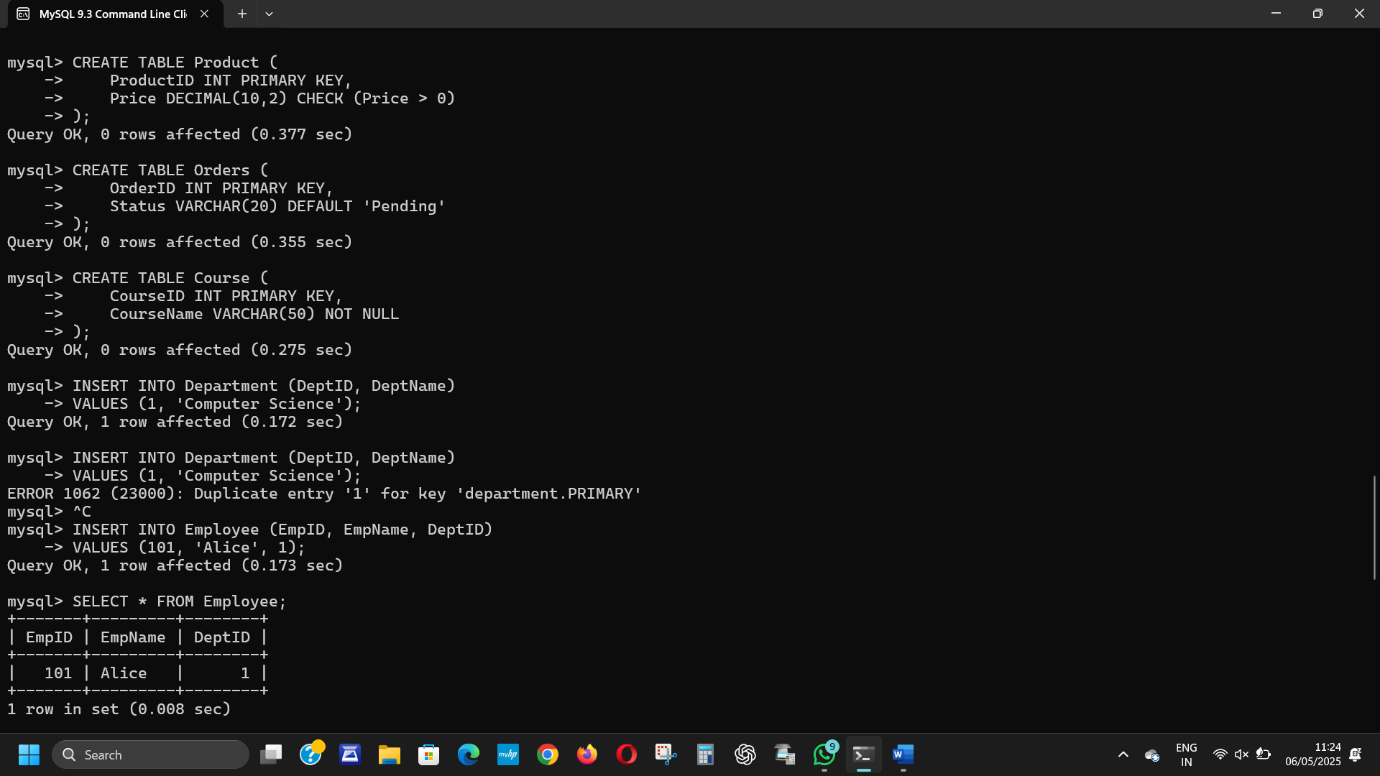 MySQL 9.3 Command Line Cli
mysql> CREATE TABLE Product (
    ->     ProductID INT PRIMARY KEY,
    ->     Price DECIMAL(10,2) CHECK (Price > 0)
    -> );
Query OK, 0 rows affected (0.377 sec)
mysql> CREATE TABLE Orders (
    ->     OrderID INT PRIMARY KEY,
    ->     Status VARCHAR(20) DEFAULT 'Pending'
    -> );
Query OK, 0 rows affected (0.355 sec)
mysql> CREATE TABLE Course (
    ->     CourseID INT PRIMARY KEY,
    ->     CourseName VARCHAR(50) NOT NULL
    -> );
Query OK, 0 rows affected (0.275 sec)
mysql> INSERT INTO Department (DeptID, DeptName)
    -> VALUES (1, 'Computer Science');
Query OK, 1 row affected (0.172 sec)
mysql> INSERT INTO Department (DeptID, DeptName)
    -> VALUES (1, 'Computer Science');
ERROR 1062 (23000): Duplicate entry '1' for key 'department.PRIMARY'
mysql> ^C
mysql> INSERT INTO Employee (EmpID, EmpName, DeptID)
    -> VALUES (101, 'Alice', 1);
Query OK, 1 row affected (0.173 sec)
mysql> SELECT * FROM Employee;
+-------+---------+--------+
| EmpID | EmpName | DeptID |
+-------+---------+--------+
|   101 | Alice   |      1 |
+-------+---------+--------+
1 row in set (0.008 sec)
Search
myhp
9
W
ENG
IN
11:24
06/05/2025